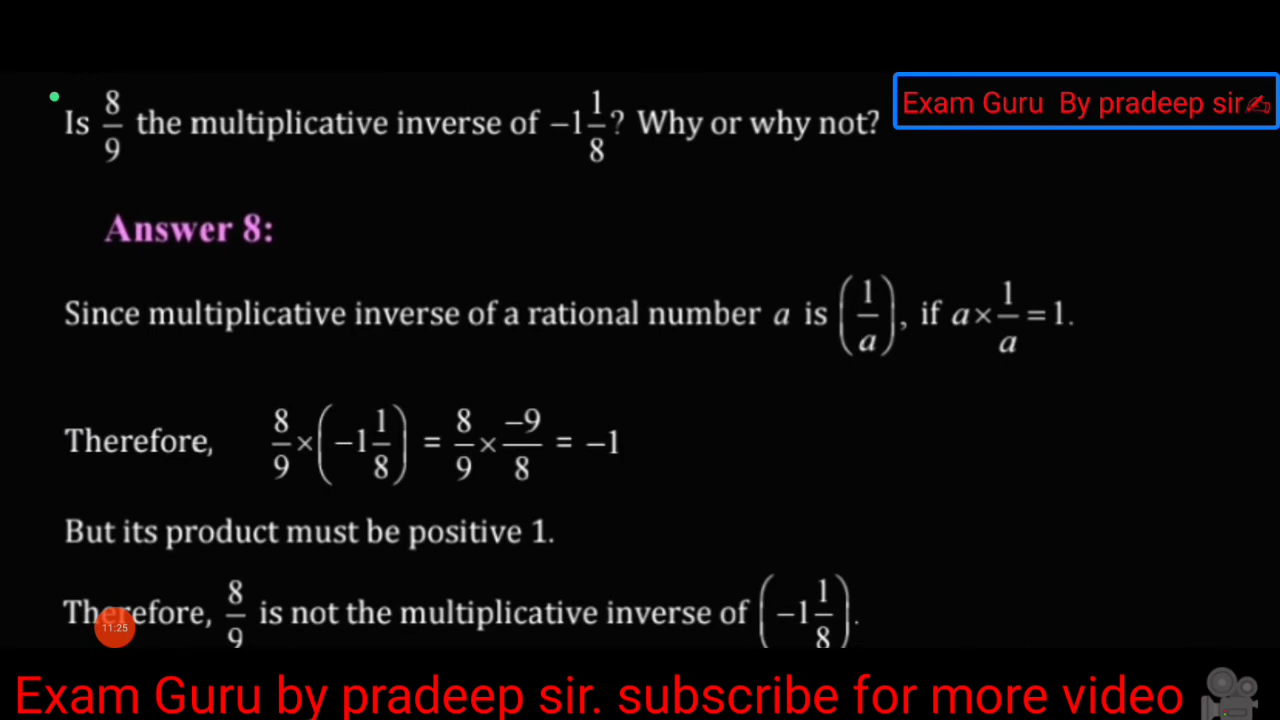 Is 8/9 the multiplicative inverse of −1 1/8? Why or why not?
Exam Guru By pradeep sir✍
Answer 8:
Since multiplicative inverse of a rational number a is (1/a), if a×1/a=1.
Therefore, 8/9×(−1 1/8) = 8/9×−9/8 = −1
But its product must be positive 1.
Therefore, 8/9 is not the multiplicative inverse of (−1 1/8).
11:25
Exam Guru by pradeep sir. subscribe for more video